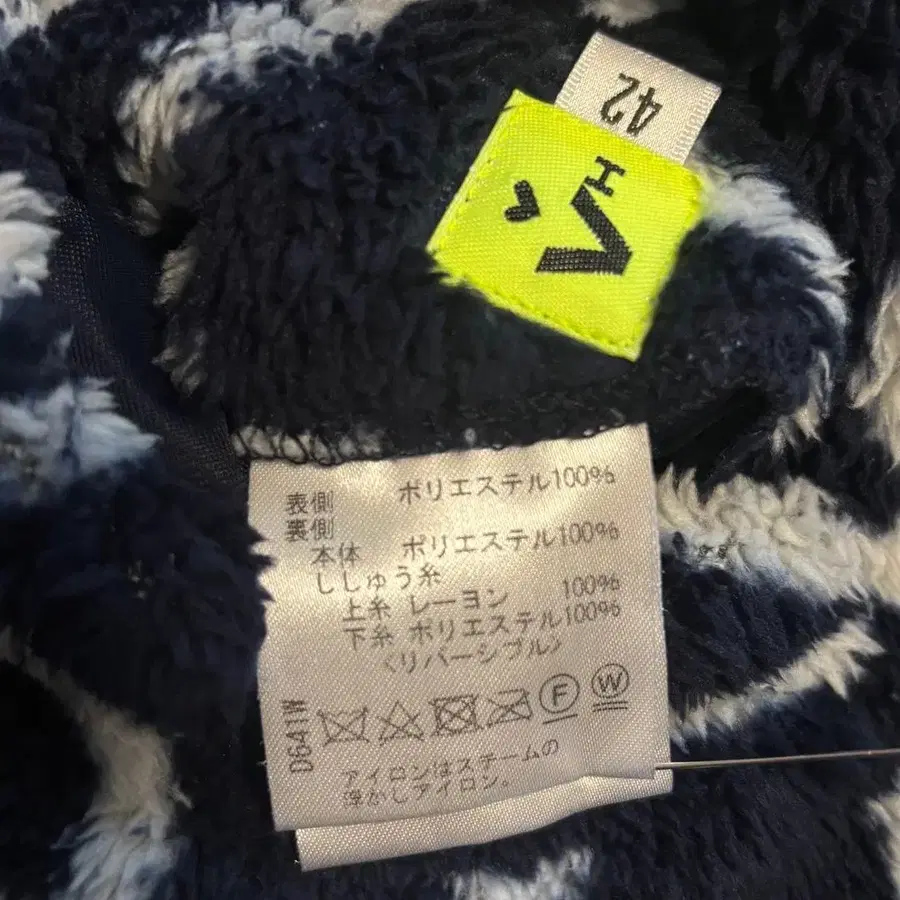 42
表側 ポリエステル100%
裏側
本体 ポリエステル100%
ししゅう糸
上糸 レーヨン 100%
下糸 ポリエステル100%
〈リバーシブル〉
F W
D641W
アイロンはスチームの
浮かしアイロン。